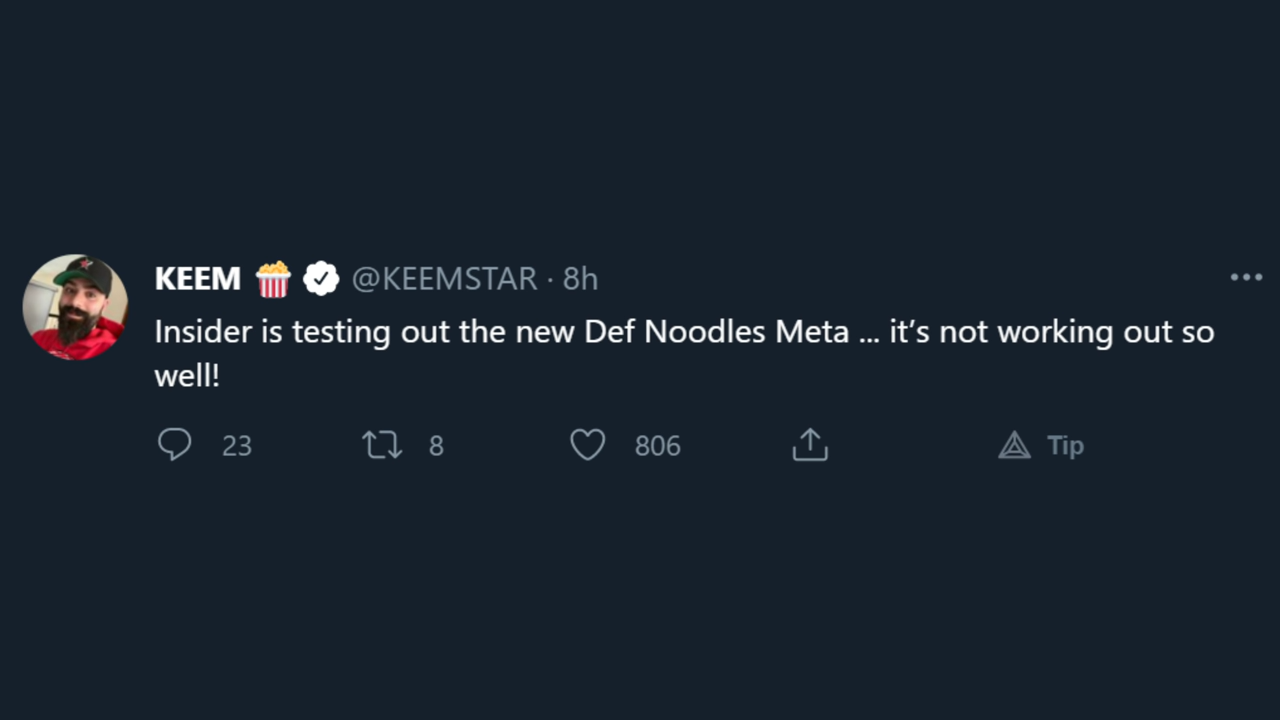 KEEM 🍿 @KEEMSTAR · 8h
Insider is testing out the new Def Noodles Meta ... it’s not working out so
well!
23 8 806 Tip